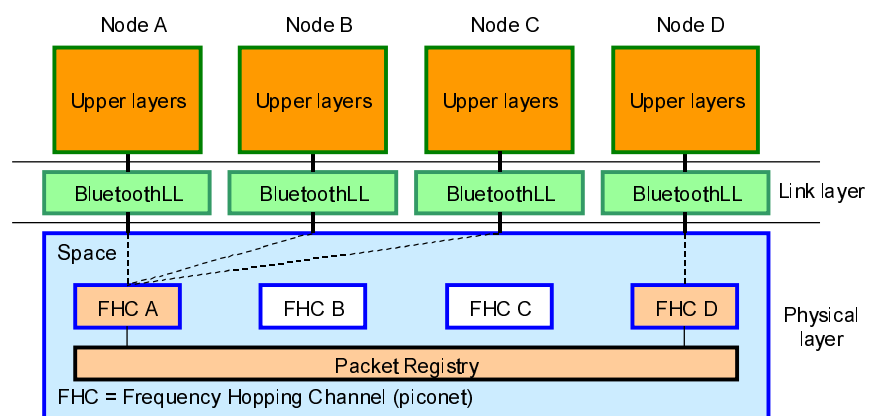 Node A
Node B
Node C
Node D
Upper layers
Upper layers
Upper layers
Upper layers
BluetoothLL
BluetoothLL
BluetoothLL
BluetoothLL
Link layer
Space
FHC A
FHC B
FHC C
FHC D
Physical
layer
Packet Registry
FHC = Frequency Hopping Channel (piconet)